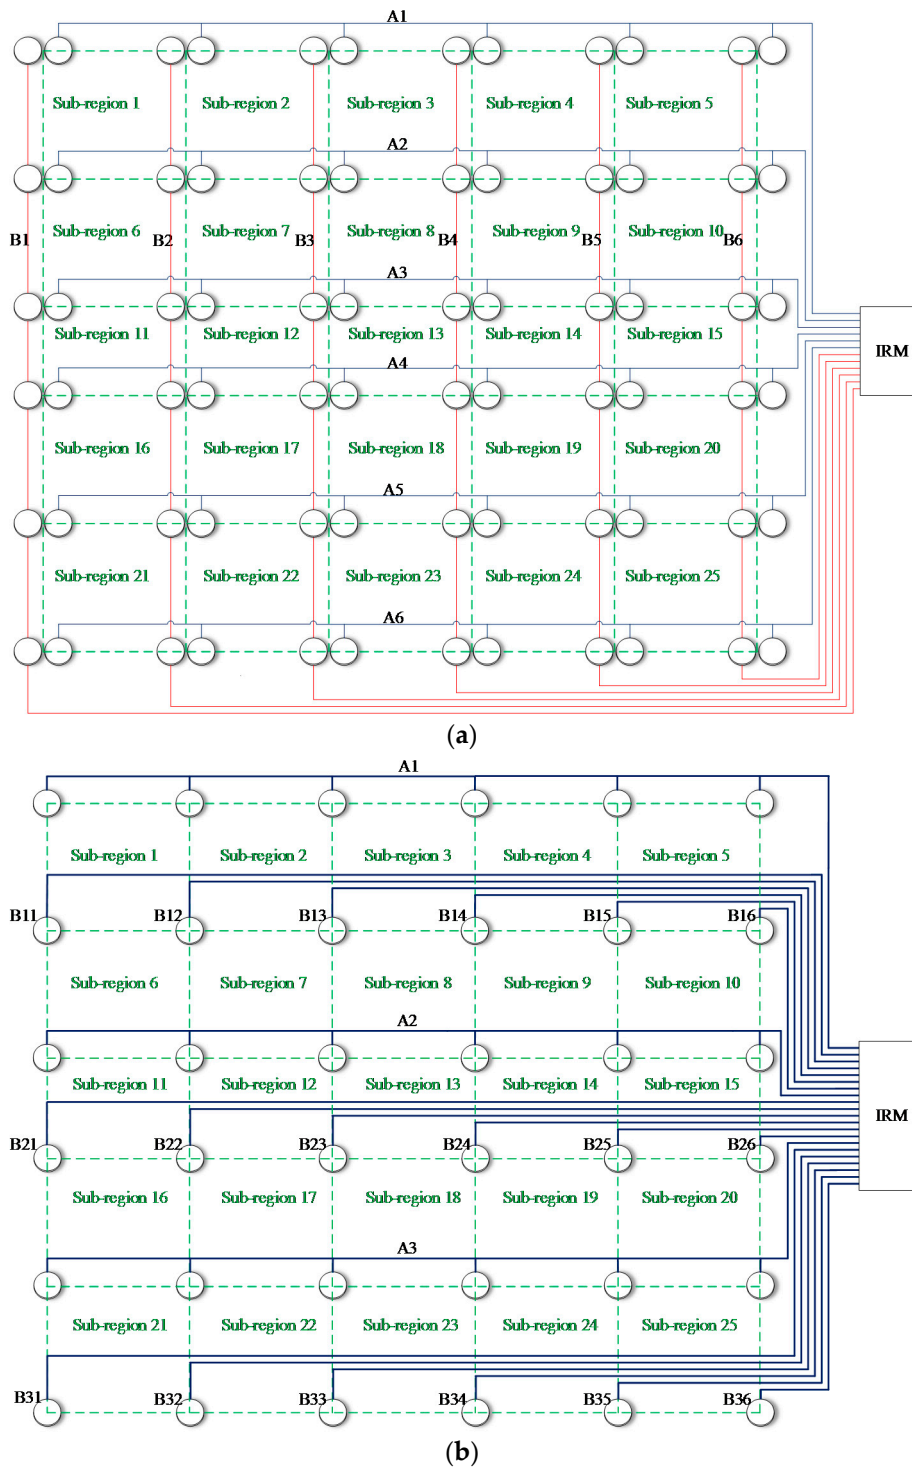 A1
Sub-region 1 Sub-region 2 Sub-region 3 Sub-region 4 Sub-region 5
A2
B1 Sub-region 6 B2 Sub-region 7 B3 Sub-region 8 B4 Sub-region 9 B5 Sub-region 10 B6
A3
Sub-region 11 Sub-region 12 Sub-region 13 Sub-region 14 Sub-region 15
IRM
A4
Sub-region 16 Sub-region 17 Sub-region 18 Sub-region 19 Sub-region 20
A5
Sub-region 21 Sub-region 22 Sub-region 23 Sub-region 24 Sub-region 25
A6
(a)
A1
Sub-region 1 Sub-region 2 Sub-region 3 Sub-region 4 Sub-region 5
B11 B12 B13 B14 B15 B16
Sub-region 6 Sub-region 7 Sub-region 8 Sub-region 9 Sub-region 10
A2
Sub-region 11 Sub-region 12 Sub-region 13 Sub-region 14 Sub-region 15
IRM
B21 B22 B23 B24 B25 B26
Sub-region 16 Sub-region 17 Sub-region 18 Sub-region 19 Sub-region 20
A3
Sub-region 21 Sub-region 22 Sub-region 23 Sub-region 24 Sub-region 25
B31 B32 B33 B34 B35 B36
(b)